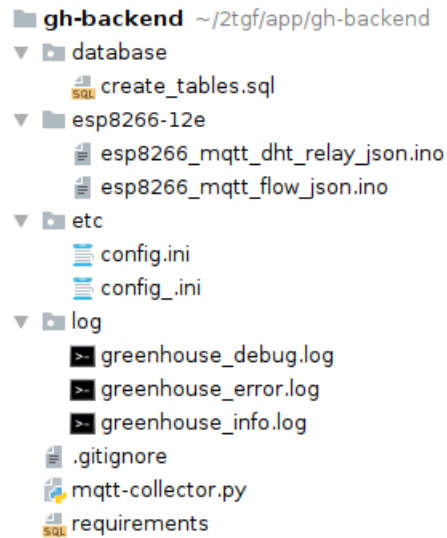 gh-backend ~/2tgf/app/gh-backend
database
create_tables.sql
esp8266-12e
esp8266_mqtt_dht_relay_json.ino
esp8266_mqtt_flow_json.ino
etc
config.ini
config_.ini
log
greenhouse_debug.log
greenhouse_error.log
greenhouse_info.log
.gitignore
mqtt-collector.py
requirements